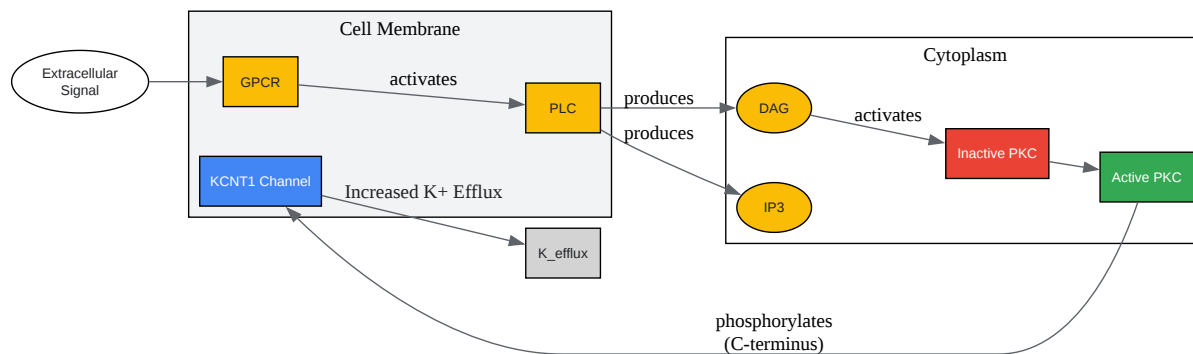 Cell Membrane
Cytoplasm
Extracellular
Signal
GPCR
activates
PLC
produces
produces
DAG
activates
Inactive PKC
Active PKC
KCNT1 Channel
Increased K+ Efflux
IP3
K_efflux
phosphorylates
(C-terminus)